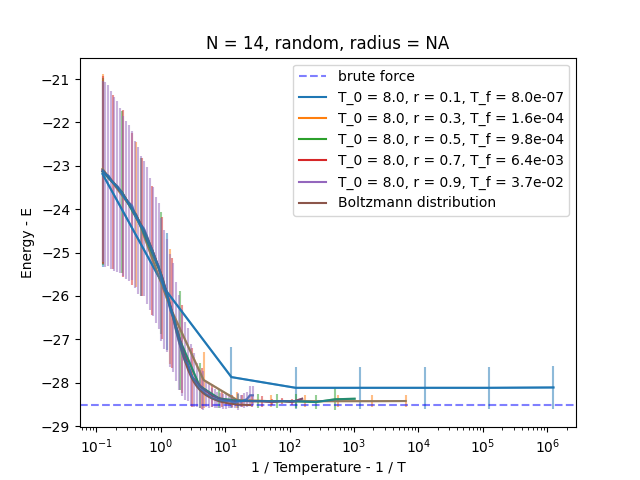 N = 14, random, radius = NA
Energy - E
−21
−22
−23
−24
−25
−26
−27
−28
−29
brute force
T_0 = 8.0, r = 0.1, T_f = 8.0e-07
T_0 = 8.0, r = 0.3, T_f = 1.6e-04
T_0 = 8.0, r = 0.5, T_f = 9.8e-04
T_0 = 8.0, r = 0.7, T_f = 6.4e-03
T_0 = 8.0, r = 0.9, T_f = 3.7e-02
Boltzmann distribution
10⁻¹ 10⁰ 10¹ 10² 10³ 10⁴ 10⁵ 10⁶
1 / Temperature - 1 / T